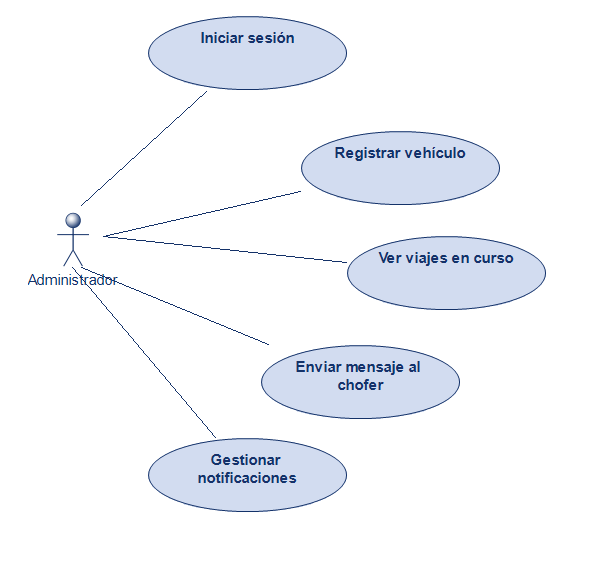 Iniciar sesión
Registrar vehículo
Ver viajes en curso
Administrador
Enviar mensaje al
chofer
Gestionar
notificaciones